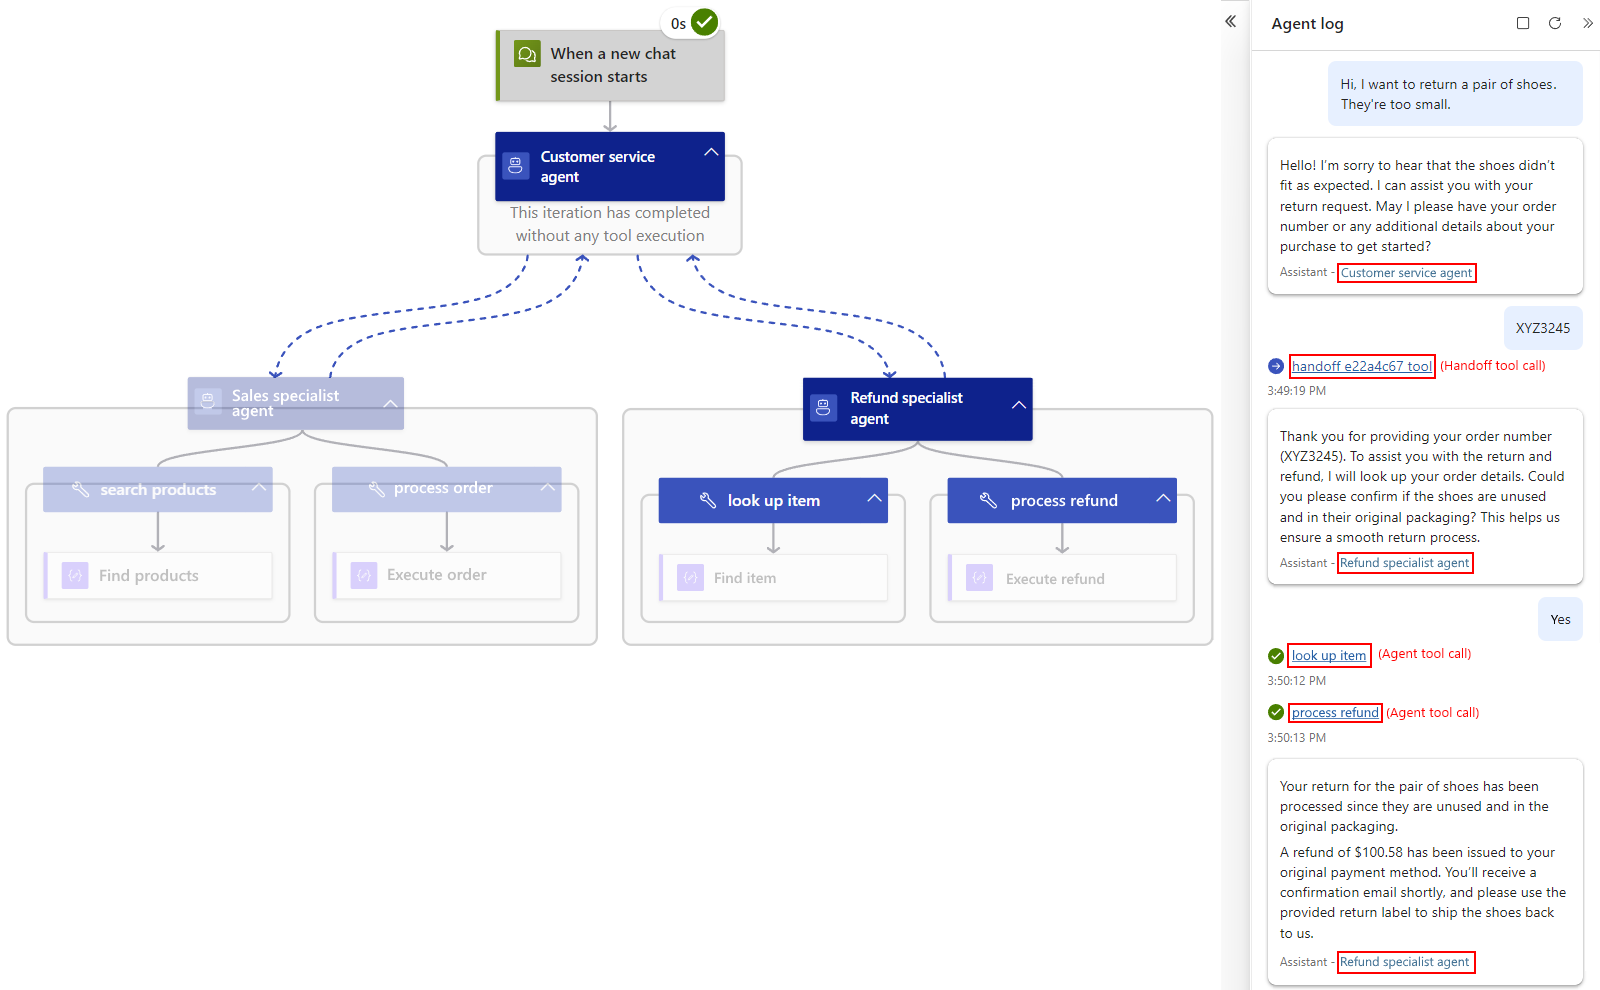 0s
When a new chat
session starts
Customer service
agent
This iteration has completed
without any tool execution
Sales specialist
agent
search products
Find products
process order
Execute order
Refund specialist
agent
look up item
Find item
process refund
Execute refund
Agent log
Hi, I want to return a pair of shoes.
They're too small.
Hello! I'm sorry to hear that the shoes didn't
fit as expected. I can assist you with your
return request. May I please have your order
number or any additional details about your
purchase to get started?
Assistant - Customer service agent
XYZ3245
handoff e22a4c67 tool (Handoff tool call)
3:49:19 PM
Thank you for providing your order number
(XYZ3245). To assist you with the return and
refund, I will look up your order details. Could
you please confirm if the shoes are unused
and in their original packaging? This helps us
ensure a smooth return process.
Assistant - Refund specialist agent
Yes
look up item (Agent tool call)
3:50:12 PM
process refund (Agent tool call)
3:50:13 PM
Your return for the pair of shoes has been
processed since they are unused and in the
original packaging.
A refund of $100.58 has been issued to your
original payment method. You'll receive a
confirmation email shortly, and please use the
provided return label to ship the shoes back
to us.
Assistant - Refund specialist agent